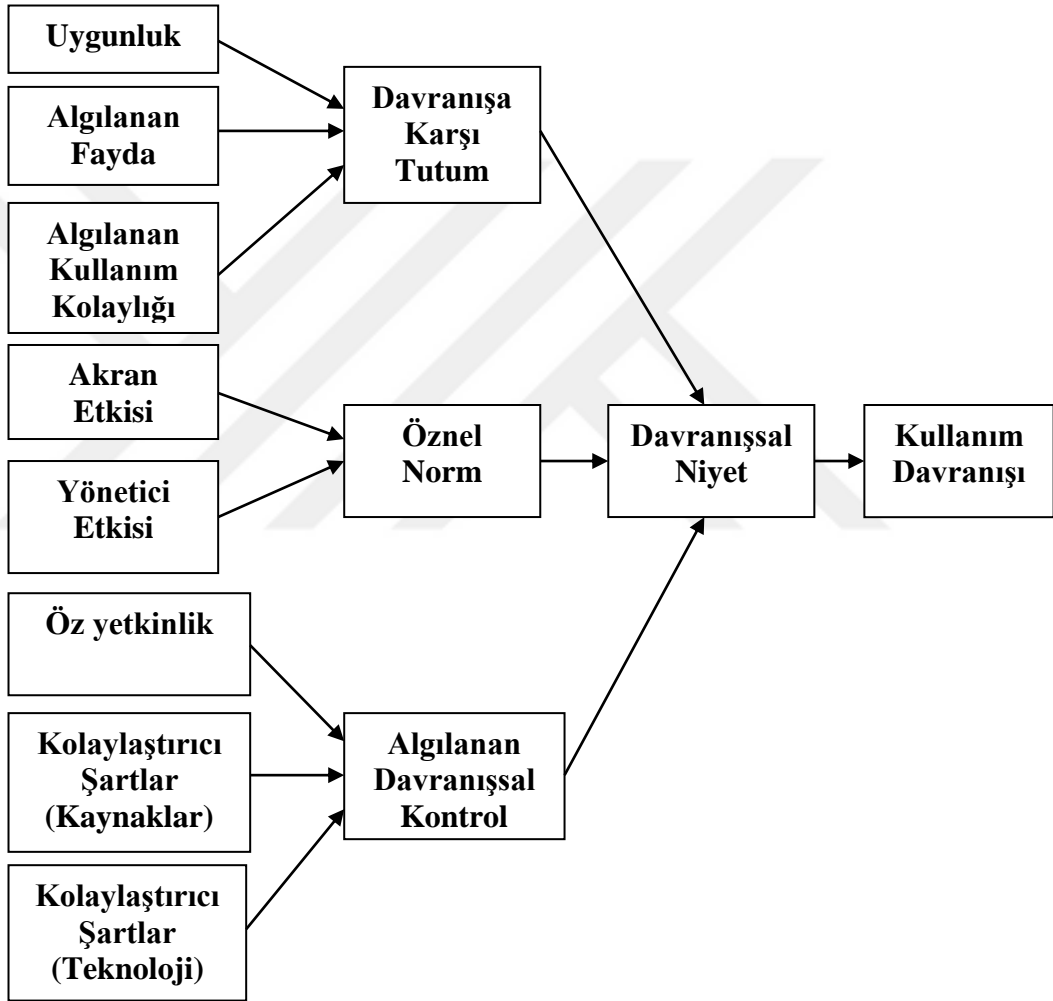 Uygunluk
Algılanan
Fayda
Algılanan
Kullanım
Kolaylığı
Akran
Etkisi
Yönetici
Etkisi
Öz yetkinlik
Kolaylaştırıcı
Şartlar
(Kaynaklar)
Kolaylaştırıcı
Şartlar
(Teknoloji)
Davranışa
Karşı
Tutum
Öznel
Norm
Algılanan
Davranışsal
Kontrol
Davranışsal
Niyet
Kullanım
Davranışı